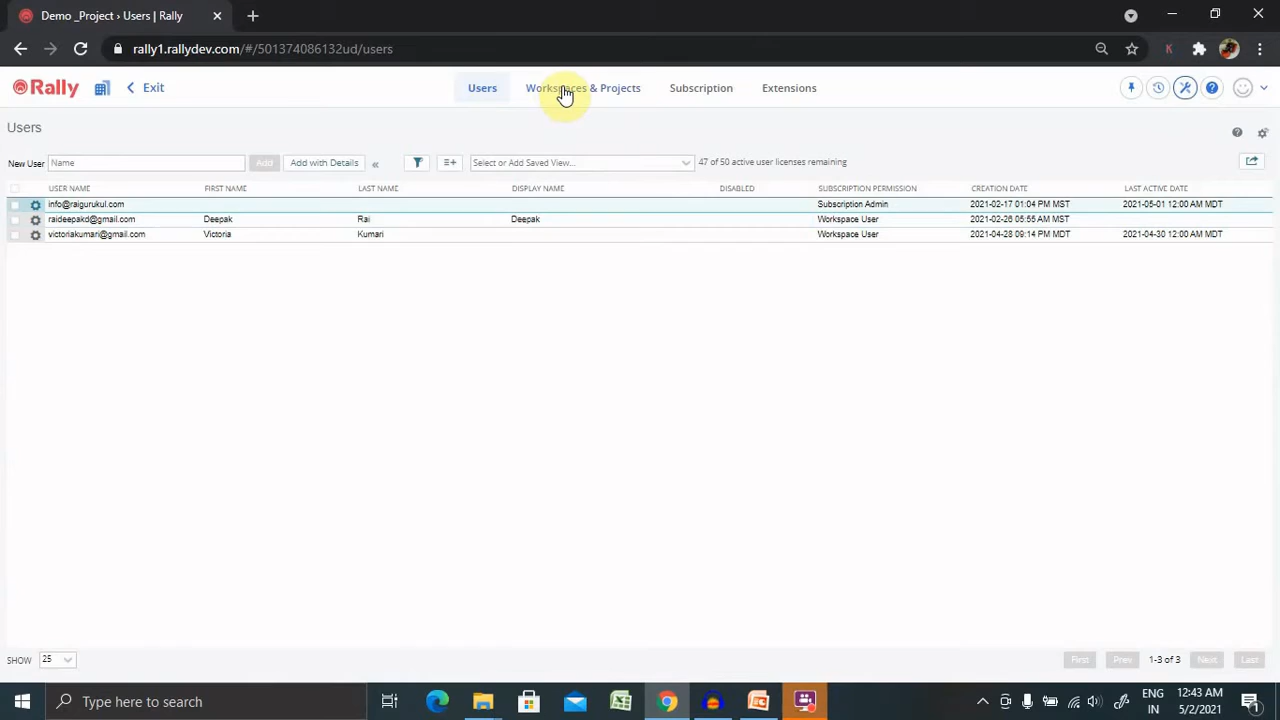 Demo _Project › Users | Rally
rally1.rallydev.com/#/501374086132ud/users
K
Rally
Exit
Users
Workspaces & Projects
Subscription
Extensions
Users
New User
Name
Add
Add with Details
«
Select or Add Saved View...
47 of 50 active user licenses remaining
USER NAME FIRST NAME LAST NAME DISPLAY NAME DISABLED SUBSCRIPTION PERMISSION CREATION DATE LAST ACTIVE DATE
info@raigurukul.com Subscription Admin 2021-02-17 01:04 PM MST 2021-05-01 12:00 AM MDT
raideepakd@gmail.com Deepak Rai Deepak Workspace User 2021-02-26 05:55 AM MST
victoriakumari@gmail.com Victoria Kumari Workspace User 2021-04-28 09:14 PM MDT 2021-04-30 12:00 AM MDT
SHOW 25
First Prev 1-3 of 3 Next Last
Type here to search
ENG
IN
12:43 AM
5/2/2021
1